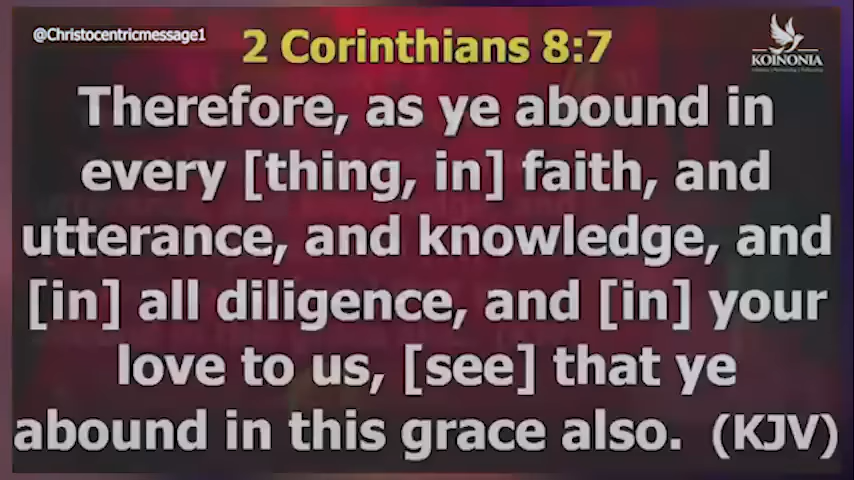 @Christocentricmessage1
2 Corinthians 8:7
KOINONIA
Therefore, as ye abound in
every [thing, in] faith, and
utterance, and knowledge, and
[in] all diligence, and [in] your
love to us, [see] that ye
abound in this grace also. (KJV)